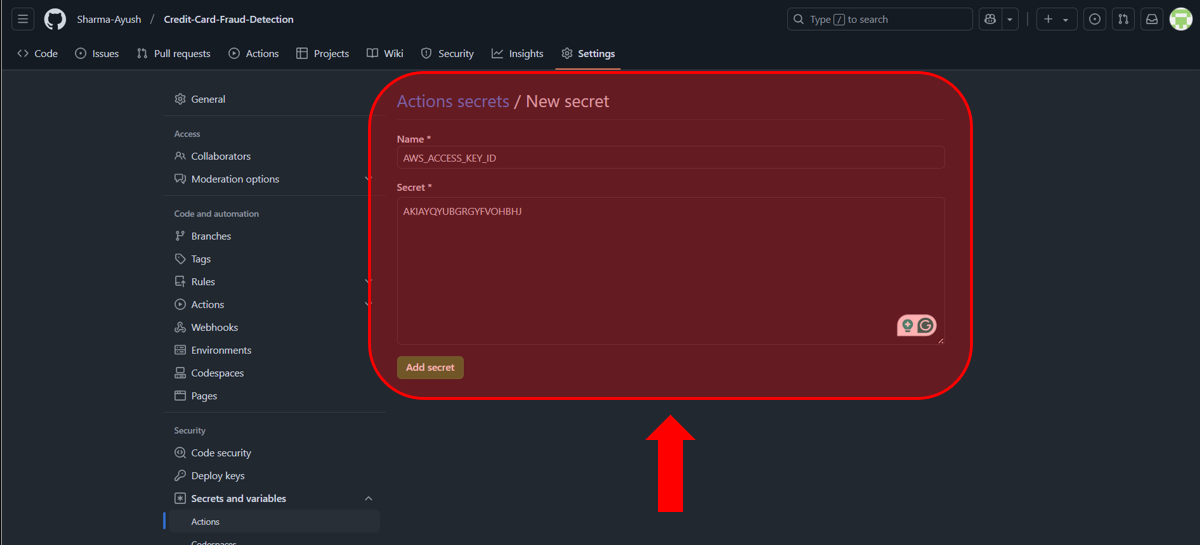 Sharma-Ayush / Credit-Card-Fraud-Detection
Type / to search
Code
Issues
Pull requests
Actions
Projects
Wiki
Security
Insights
Settings
General
Access
Collaborators
Moderation options
Code and automation
Branches
Tags
Rules
Actions
Webhooks
Environments
Codespaces
Pages
Security
Code security
Deploy keys
Secrets and variables
Actions
Codespaces
Actions secrets / New secret
Name *
AWS_ACCESS_KEY_ID
Secret *
AKIAYQYUBGRGYFVOHBHJ
Add secret